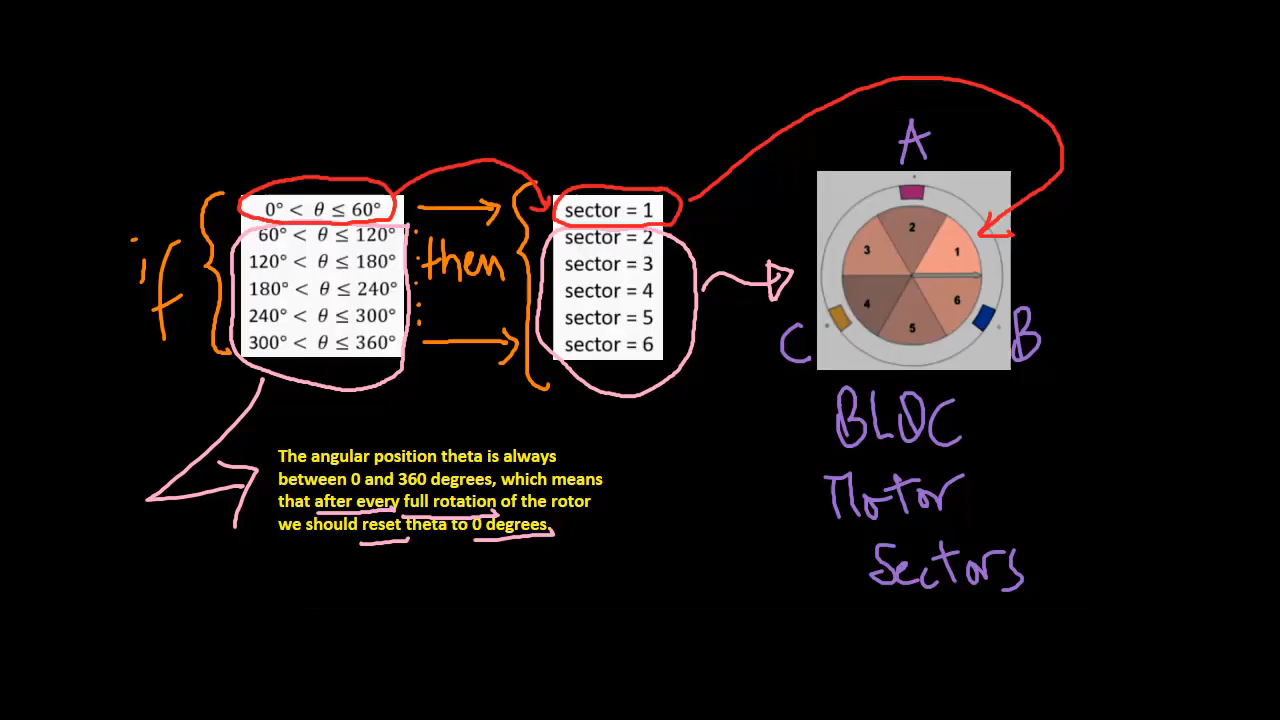 if
0° < θ ≤ 60°
60° < θ ≤ 120°
120° < θ ≤ 180°
180° < θ ≤ 240°
240° < θ ≤ 300°
300° < θ ≤ 360°
then
sector = 1
sector = 2
sector = 3
sector = 4
sector = 5
sector = 6
A
2
3
1
4
6
5
C
B
BLDC
Motor
Sectors
The angular position theta is always
between 0 and 360 degrees, which means
that after every full rotation of the rotor
we should reset theta to 0 degrees.